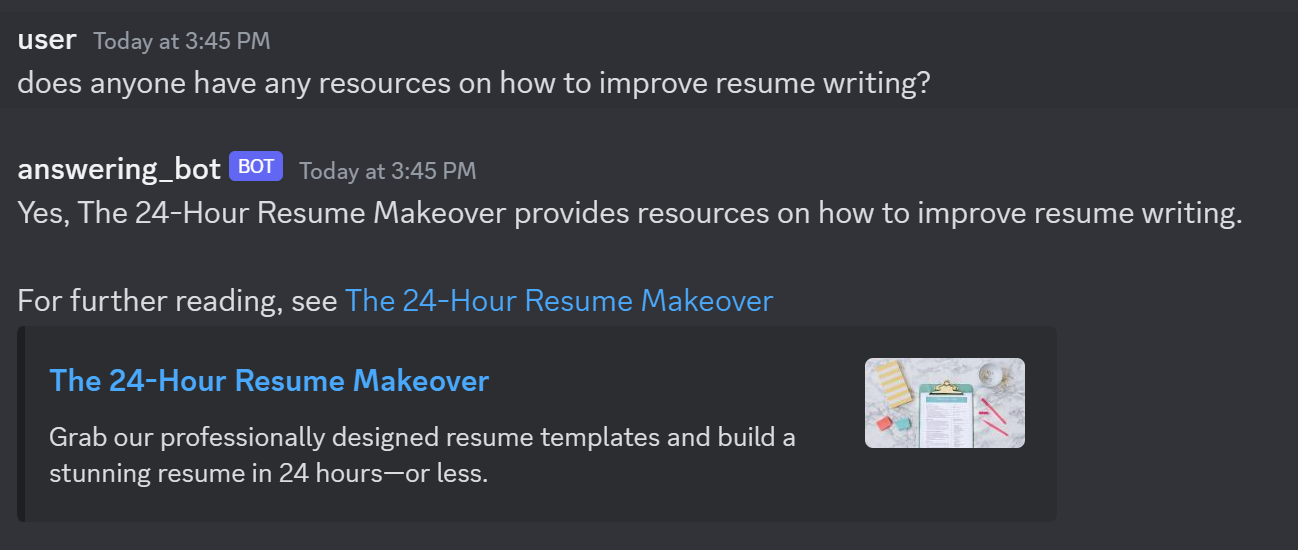 user Today at 3:45 PM
does anyone have any resources on how to improve resume writing?
answering_bot BOT Today at 3:45 PM
Yes, The 24-Hour Resume Makeover provides resources on how to improve resume writing.
For further reading, see The 24-Hour Resume Makeover
The 24-Hour Resume Makeover
Grab our professionally designed resume templates and build a
stunning resume in 24 hours—or less.